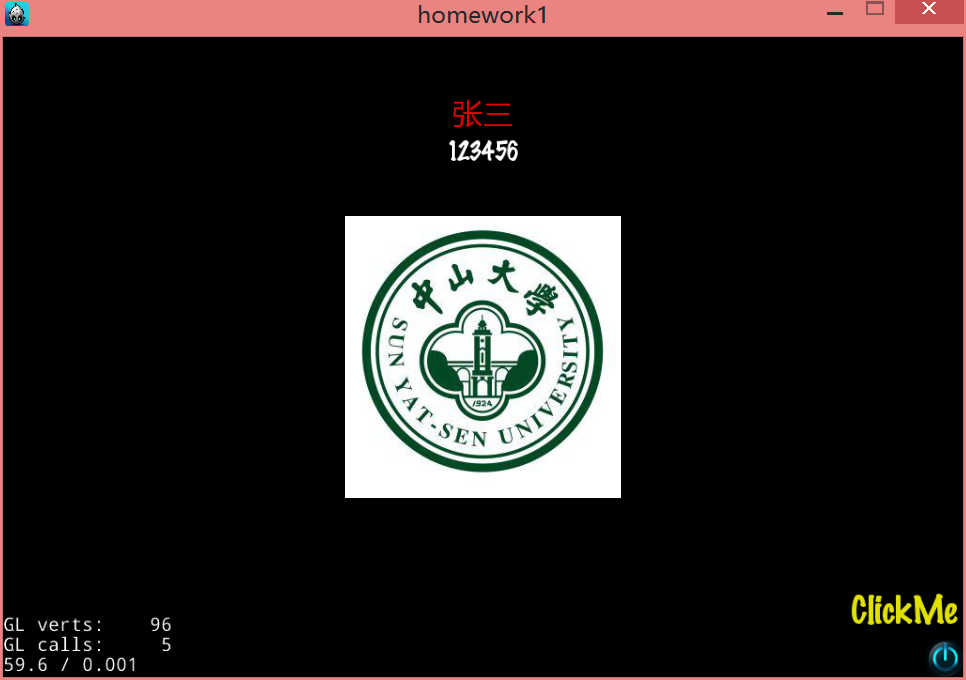 homework1
张三
123456
中山大學
SUN YAT-SEN UNIVERSITY
1924
ClickMe
GL verts: 96
GL calls: 5
59.6 / 0.001